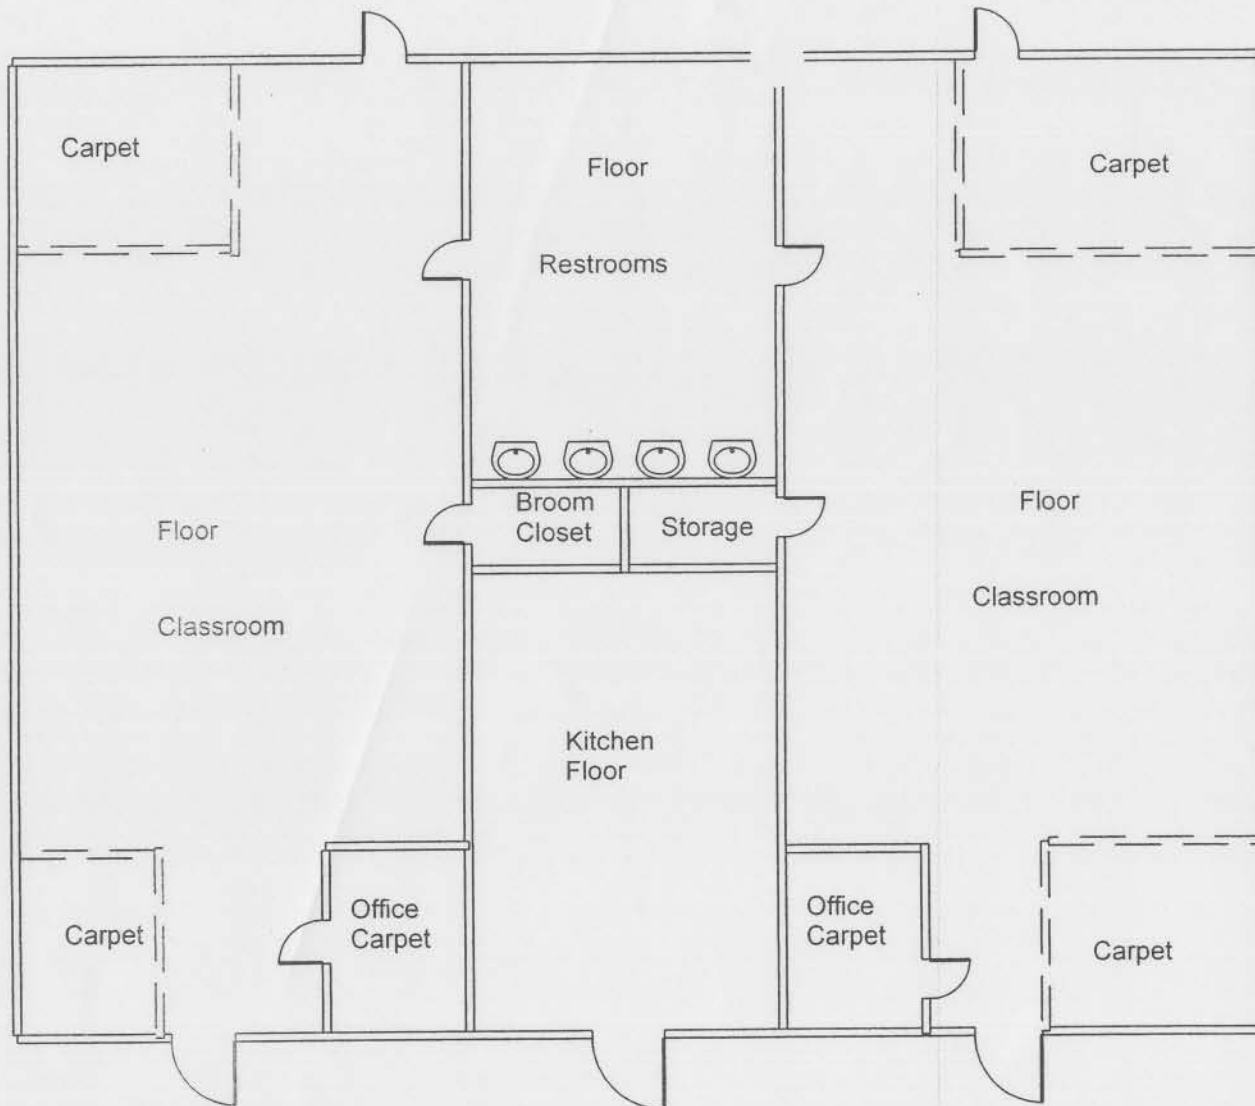 Carpet
Floor
Carpet
Restrooms
Broom
Closet
Storage
Floor
Floor
Classroom
Classroom
Kitchen
Floor
Office
Carpet
Office
Carpet
Carpet
Carpet